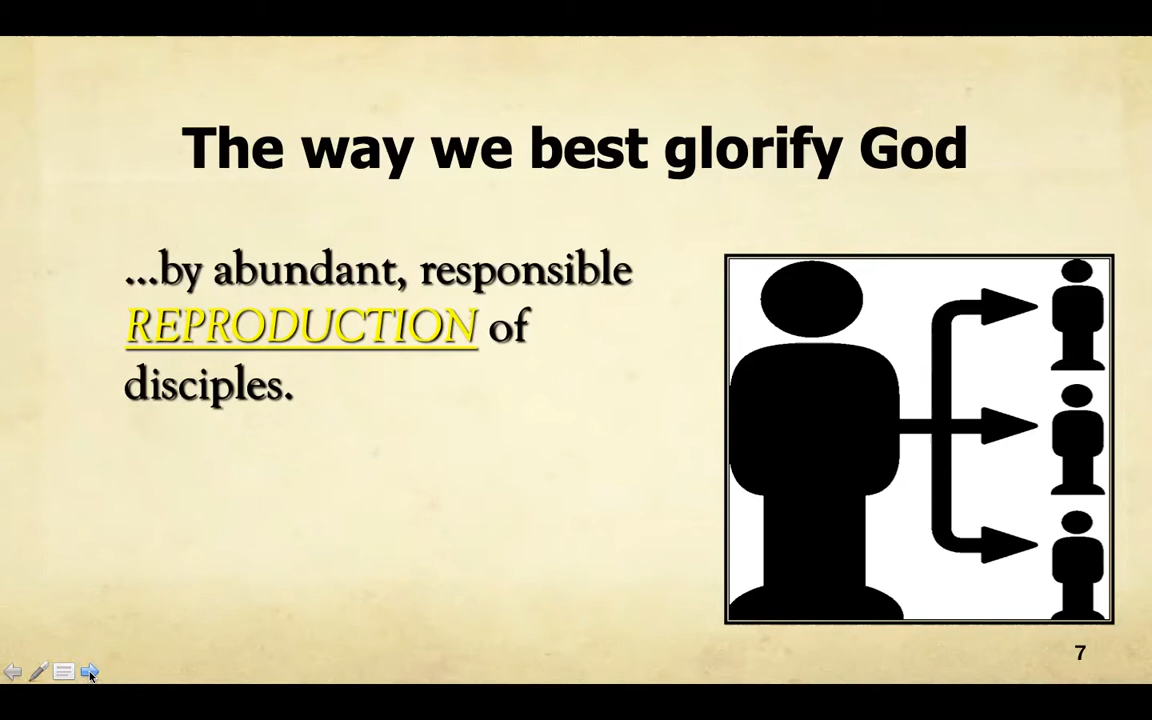 The way we best glorify God
...by abundant, responsible
REPRODUCTION of
disciples.
7